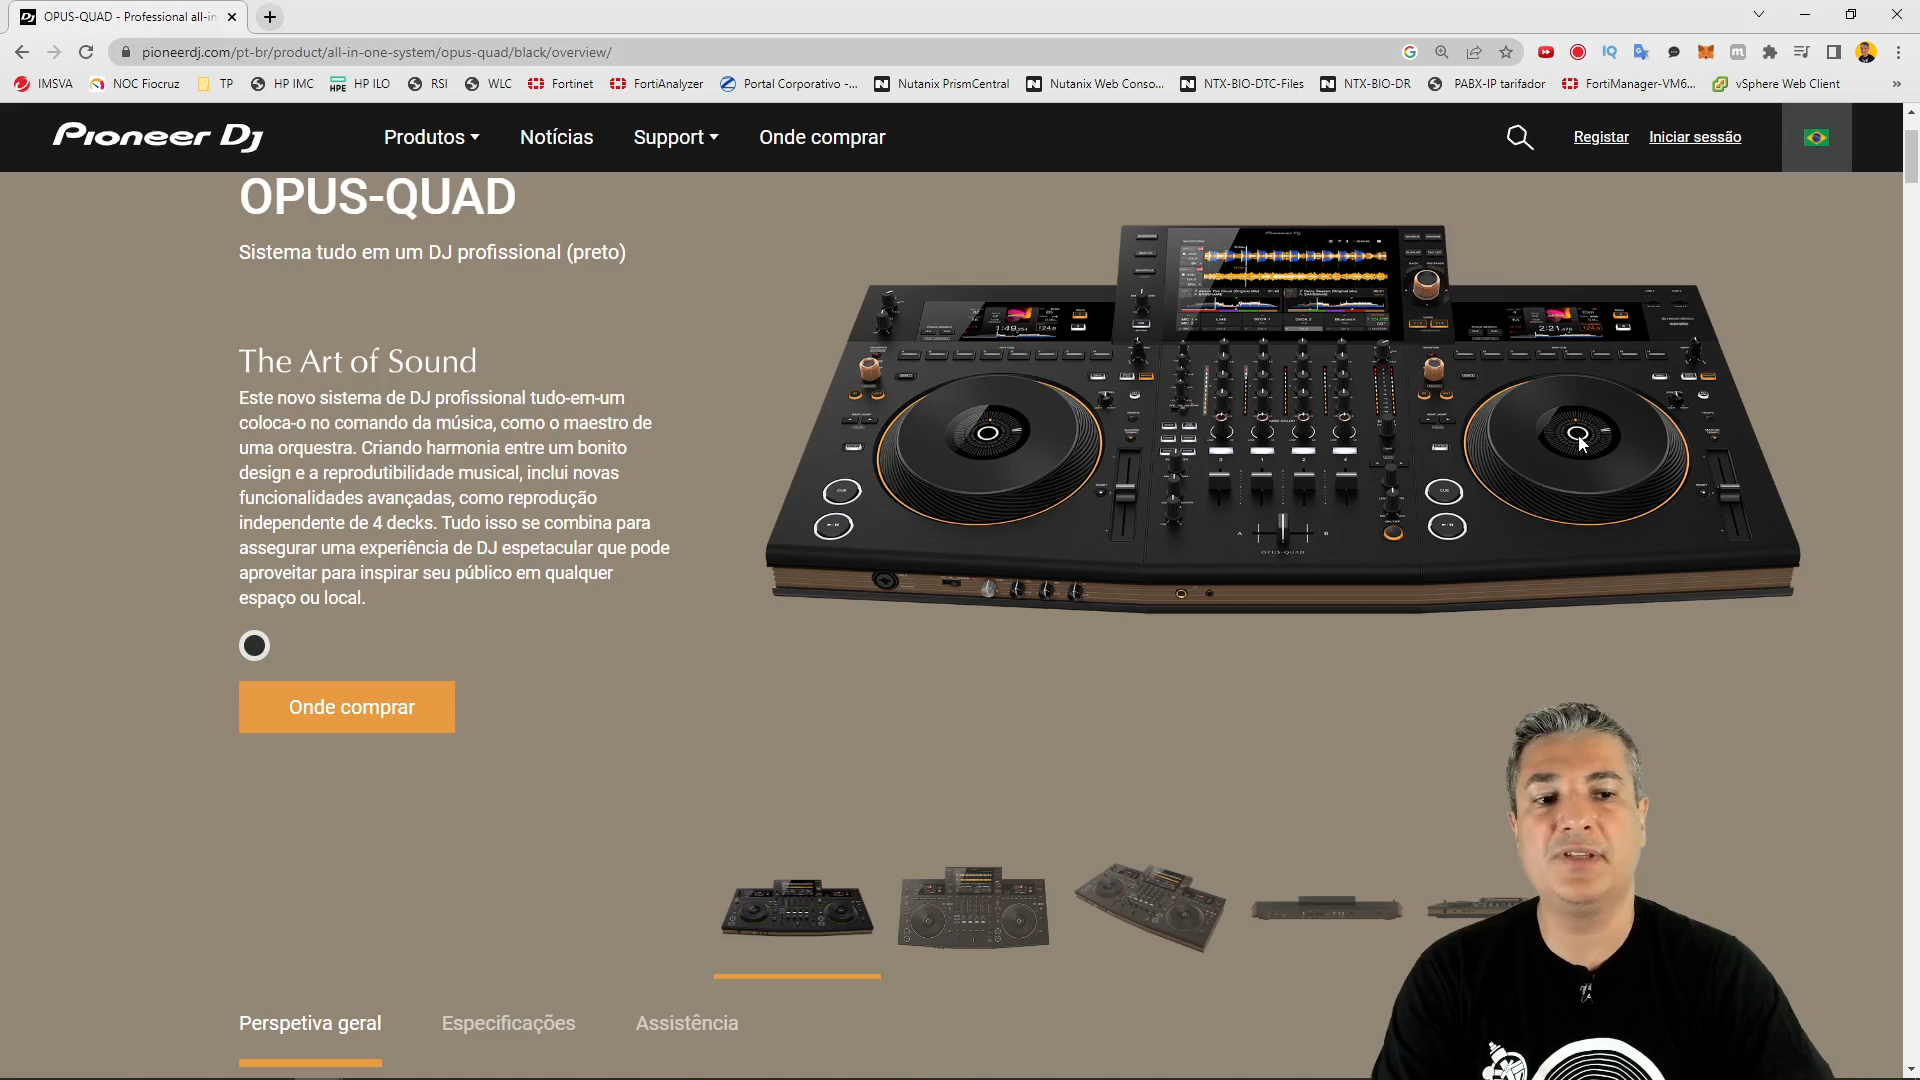 OPUS-QUAD - Professional all-in
pioneerdj.com/pt-br/product/all-in-one-system/opus-quad/black/overview/
IMSVA
NOC Fiocruz
TP
HP IMC
HP ILO
RSI
WLC
Fortinet
FortiAnalyzer
Portal Corporativo -...
Nutanix PrismCentral
Nutanix Web Conso...
NTX-BIO-DTC-Files
NTX-BIO-DR
PABX-IP tarifador
FortiManager-VM6...
vSphere Web Client
»
Pioneer Dj
Produtos
Notícias
Support
Onde comprar
Registar
Iniciar sessão
OPUS-QUAD
Sistema tudo em um DJ profissional (preto)
The Art of Sound
Este novo sistema de DJ profissional tudo-em-um
coloca-o no comando da música, como o maestro de
uma orquestra. Criando harmonia entre um bonito
design e a reprodutibilidade musical, inclui novas
funcionalidades avançadas, como reprodução
independente de 4 decks. Tudo isso se combina para
assegurar uma experiência de DJ espetacular que pode
aproveitar para inspirar seu público em qualquer
espaço ou local.
Onde comprar
Pioneer Dj
CUE
CUE
A
B
OPUS-QUAD
Perspetiva geral
Especificações
Assistência